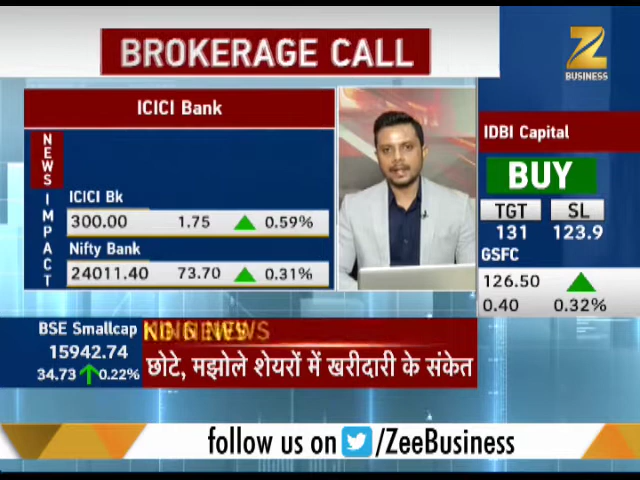 BROKERAGE CALL
Z
BUSINESS
ICICI Bank
NEWS
IMPACT
ICICI Bk
300.00 1.75 0.59%
Nifty Bank
24011.40 73.70 0.31%
IDBI Capital
BUY
TGT SL
131 123.9
GSFC
126.50
0.40 0.32%
BSE Smallcap
15942.74
34.73 0.22%
छोटे, मझोले शेयरों में खरीदारी के संकेत
follow us on /ZeeBusiness